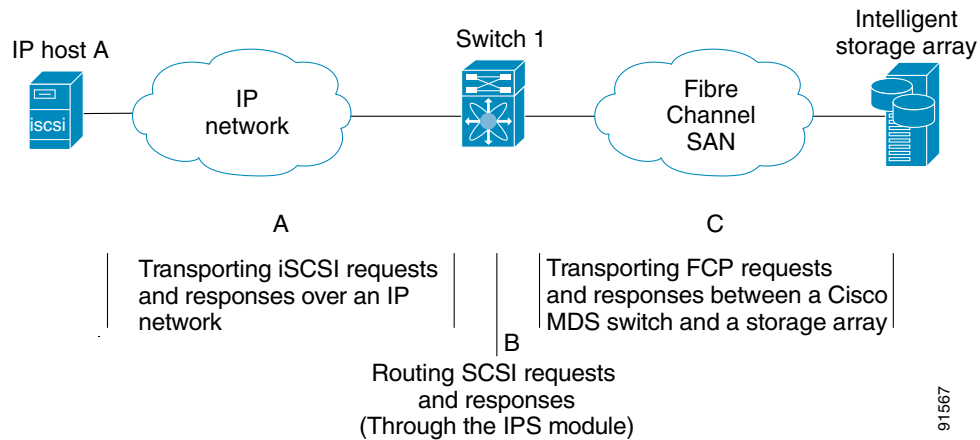 IP host A
iscsi
IP
network
Switch 1
Fibre
Channel
SAN
Intelligent
storage array
A
Transporting iSCSI requests
and responses over an IP
network
C
Transporting FCP requests
and responses between a Cisco
MDS switch and a storage array
B
Routing SCSI requests
and responses
(Through the IPS module)
91567